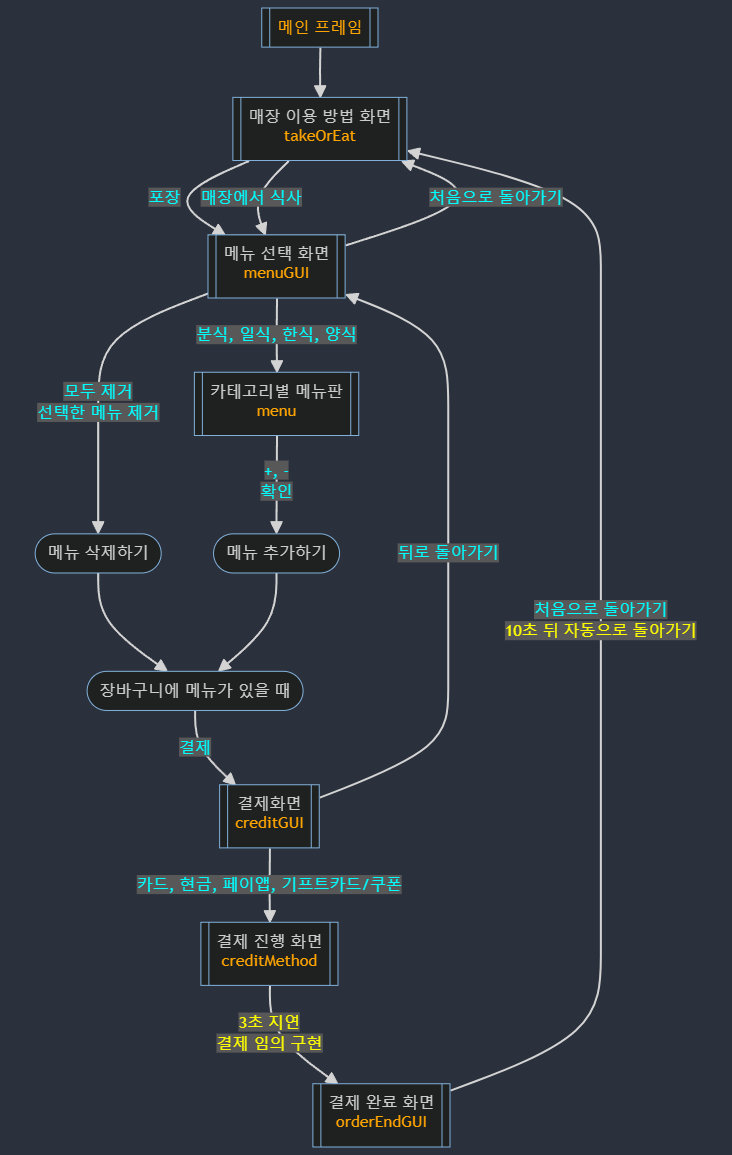 메인 프레임
매장 이용 방법 화면
takeOrEat
포장
매장에서 식사
처음으로 돌아가기
메뉴 선택 화면
menuGUI
분식, 일식, 한식, 양식
모두 제거
선택한 메뉴 제거
카테고리별 메뉴판
menu
+, -
확인
메뉴 삭제하기
메뉴 추가하기
뒤로 돌아가기
처음으로 돌아가기
10초 뒤 자동으로 돌아가기
장바구니에 메뉴가 있을 때
결제
결제화면
creditGUI
카드, 현금, 페이앱, 기프트카드/쿠폰
결제 진행 화면
creditMethod
3초 지연
결제 임의 구현
결제 완료 화면
orderEndGUI